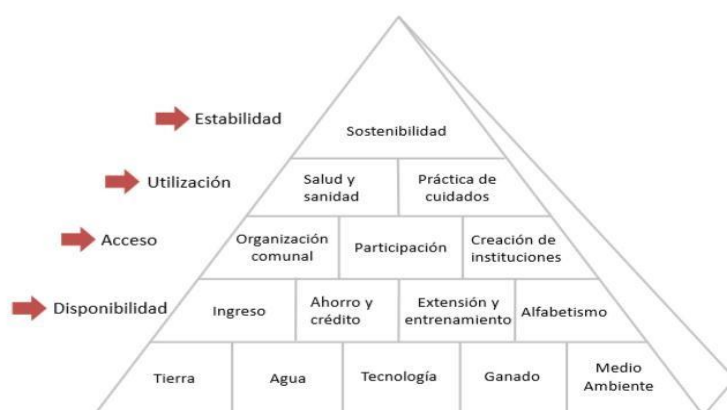 Estabilidad
Sostenibilidad
Utilización
Salud y
sanidad
Práctica de
cuidados
Acceso
Organización
comunal
Participación
Creación de
instituciones
Disponibilidad
Ingreso
Ahorro y
crédito
Extensión y
entrenamiento
Alfabetismo
Tierra
Agua
Tecnología
Ganado
Medio
Ambiente